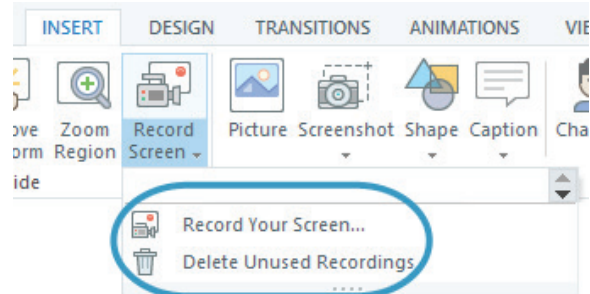 INSERT DESIGN TRANSITIONS ANIMATIONS
Zoom Record Picture Screenshot Shape Caption
Region Screen
Record Your Screen...
Delete Unused Recordings